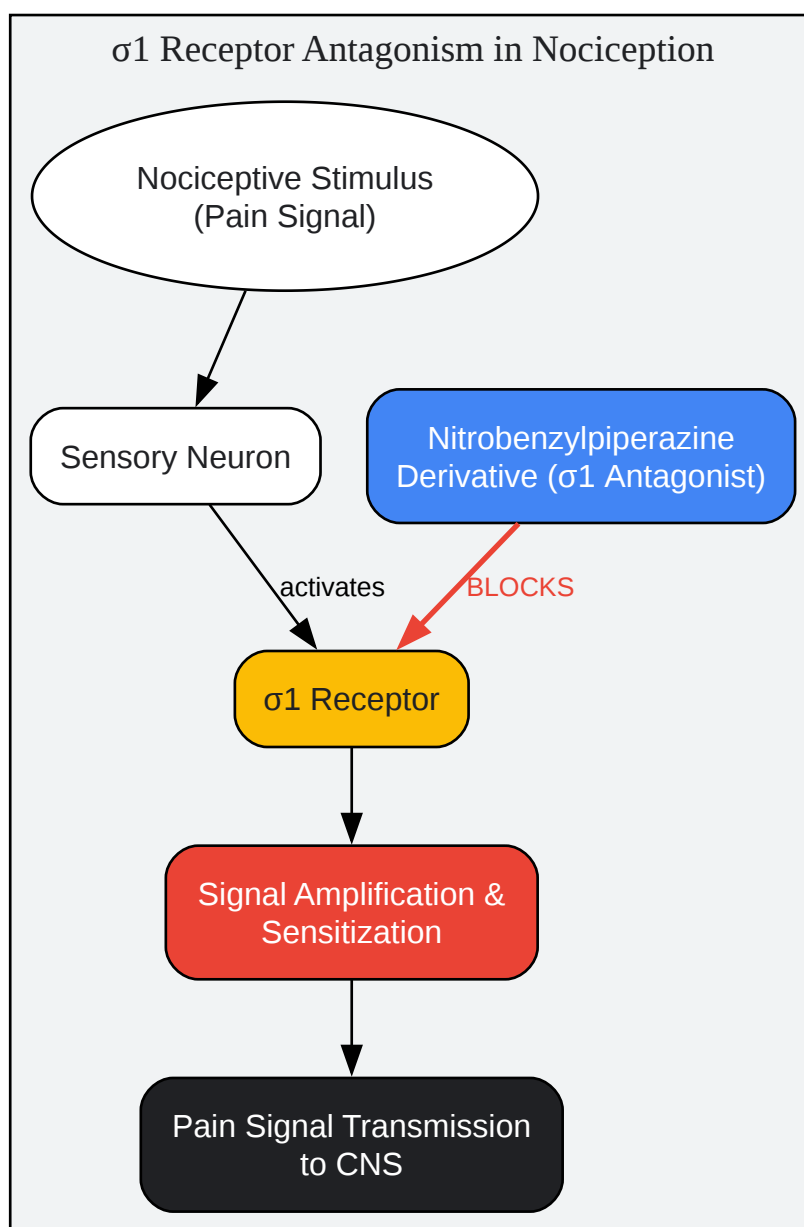 σ1 Receptor Antagonism in Nociception
Nociceptive Stimulus
(Pain Signal)
Sensory Neuron
Nitrobenzylpiperazine
Derivative (σ1 Antagonist)
activates
BLOCKS
σ1 Receptor
Signal Amplification &
Sensitization
Pain Signal Transmission
to CNS